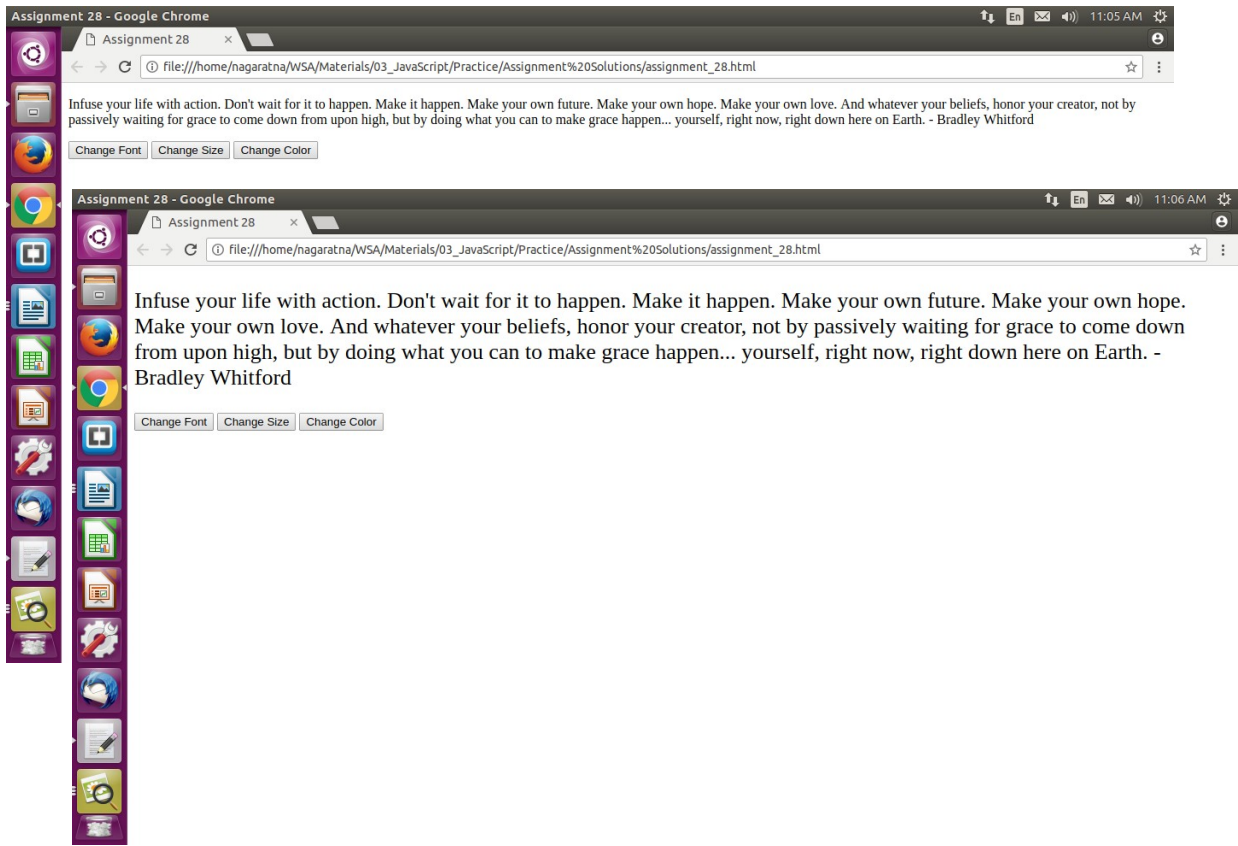 Assignment 28 - Google Chrome
En
11:05 AM
Assignment 28
file:///home/nagaratna/WSA/Materials/03_JavaScript/Practice/Assignment%20Solutions/assignment_28.html
Infuse your life with action. Don't wait for it to happen. Make it happen. Make your own future. Make your own hope. Make your own love. And whatever your beliefs, honor your creator, not by
passively waiting for grace to come down from upon high, but by doing what you can to make grace happen... yourself, right now, right down here on Earth. - Bradley Whitford
Change Font Change Size Change Color
Assignment 28 - Google Chrome
En
11:06 AM
Assignment 28
file:///home/nagaratna/WSA/Materials/03_JavaScript/Practice/Assignment%20Solutions/assignment_28.html
Infuse your life with action. Don't wait for it to happen. Make it happen. Make your own future. Make your own hope.
Make your own love. And whatever your beliefs, honor your creator, not by passively waiting for grace to come down
from upon high, but by doing what you can to make grace happen... yourself, right now, right down here on Earth. -
Bradley Whitford
Change Font Change Size Change Color